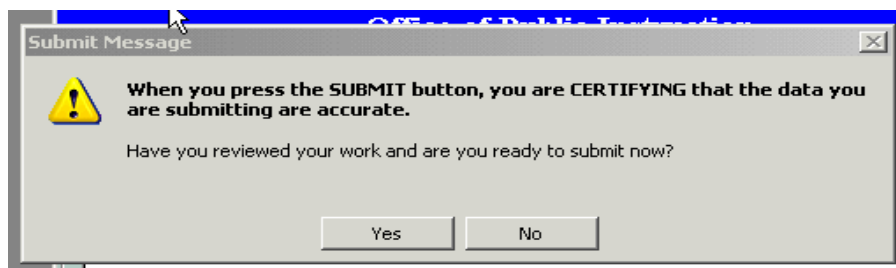 Office of Public Instruction
Submit Message
When you press the SUBMIT button, you are CERTIFYING that the data you
are submitting are accurate.
Have you reviewed your work and are you ready to submit now?
Yes No